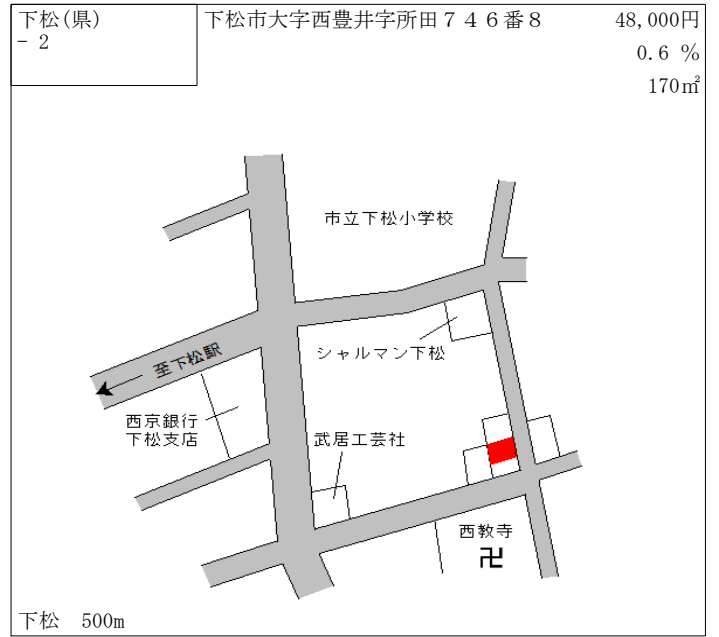 下松(県)
－２
下松市大字西豊井字所田７４６番８
48,000円
0.6 %
170㎡
市立下松小学校
シャルマン下松
至下松駅
西京銀行
下松支店
武居工芸社
西教寺
卍
下松　500m